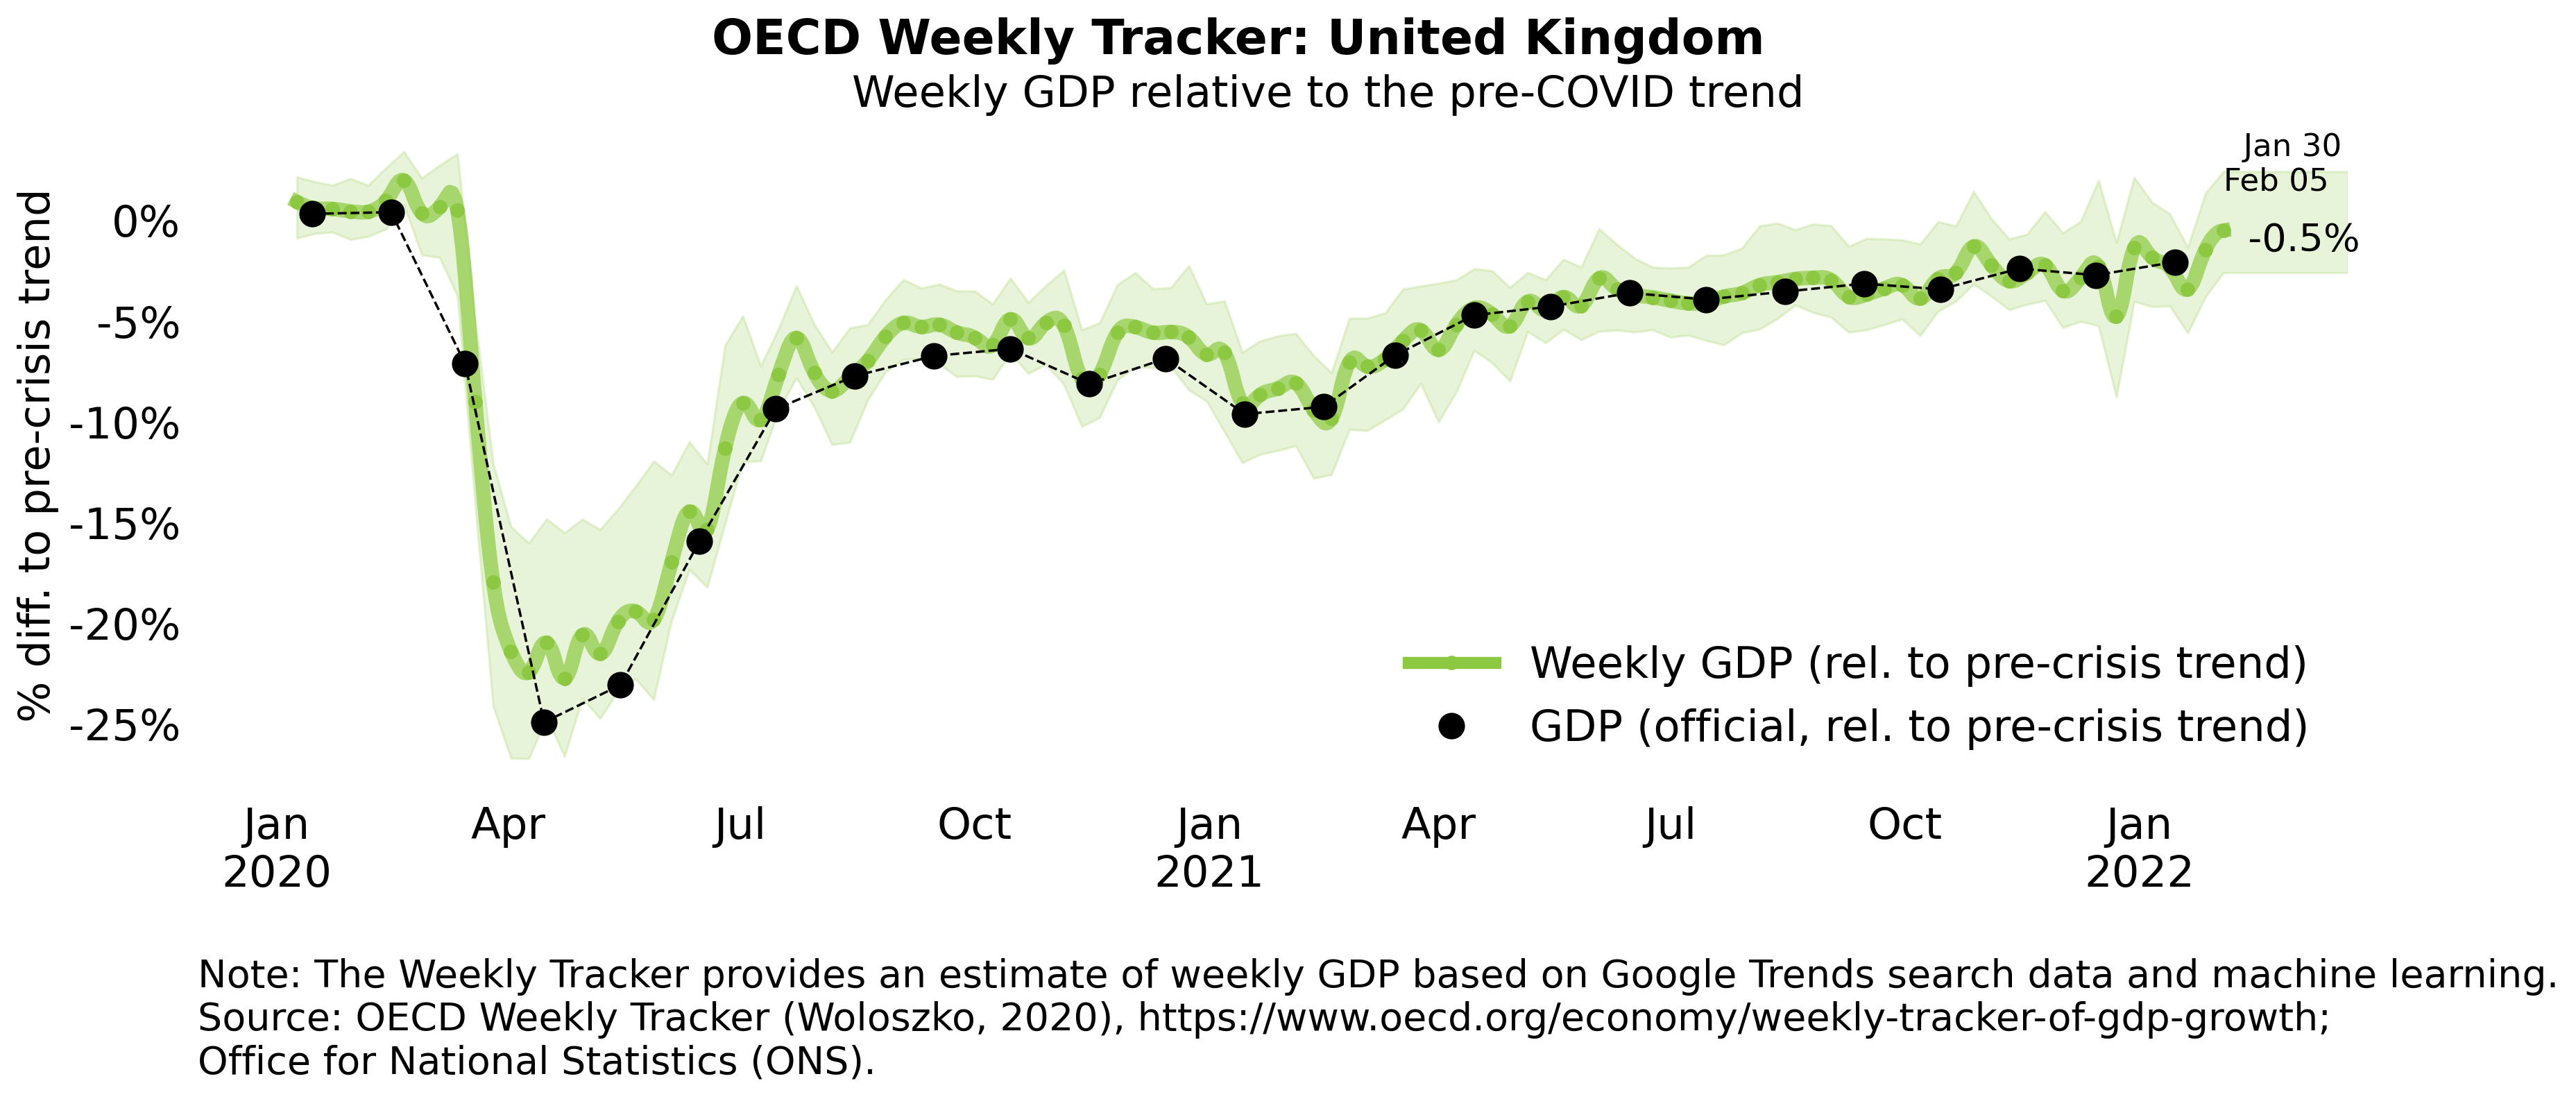 OECD Weekly Tracker: United Kingdom
Weekly GDP relative to the pre-COVID trend
Jan 30
Feb 05
-0.5%
% diff. to pre-crisis trend
0%
-5%
-10%
-15%
-20%
-25%
Weekly GDP (rel. to pre-crisis trend)
GDP (official, rel. to pre-crisis trend)
Jan Apr Jul Oct Jan Apr Jul Oct Jan
2020 2021 2022
Note: The Weekly Tracker provides an estimate of weekly GDP based on Google Trends search data and machine learning.
Source: OECD Weekly Tracker (Woloszko, 2020), https://www.oecd.org/economy/weekly-tracker-of-gdp-growth;
Office for National Statistics (ONS).